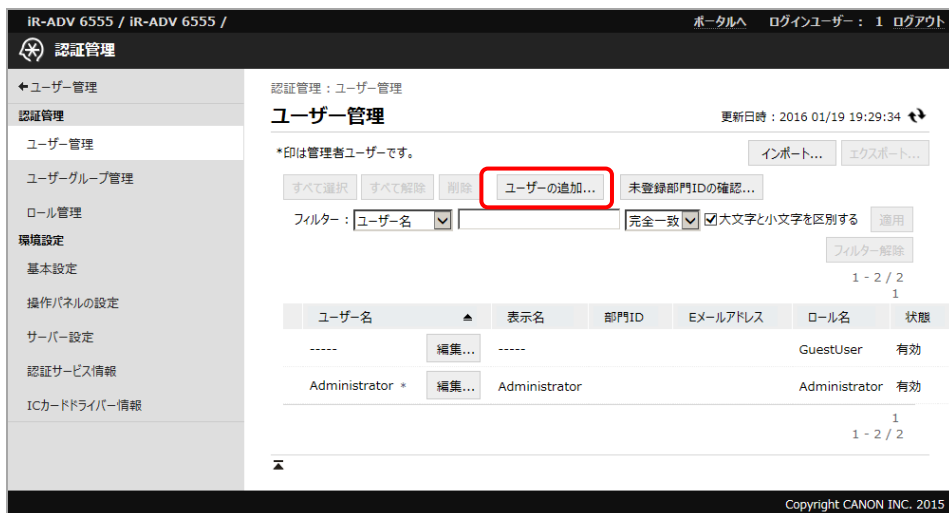 iR-ADV 6555 / iR-ADV 6555 / ポータルへ ログインユーザー： 1 ログアウト
認証管理
ユーザー管理
認証管理
ユーザー管理
ユーザーグループ管理
ロール管理
環境設定
基本設定
操作パネルの設定
サーバー設定
認証サービス情報
ICカードドライバー情報
認証管理 : ユーザー管理
ユーザー管理 更新日時 : 2016 01/19 19:29:34
*印は管理者ユーザーです。 インポート... エクスポート...
すべて選択 すべて解除 削除 ユーザーの追加... 未登録部門IDの確認...
フィルター : ユーザー名 完全一致 大文字と小文字を区別する 適用
フィルター解除
1 - 2 / 2
1
ユーザー名 表示名 部門ID Eメールアドレス ロール名 状態
----- 編集... ----- GuestUser 有効
Administrator * 編集... Administrator Administrator 有効
1
1 - 2 / 2
Copyright CANON INC. 2015